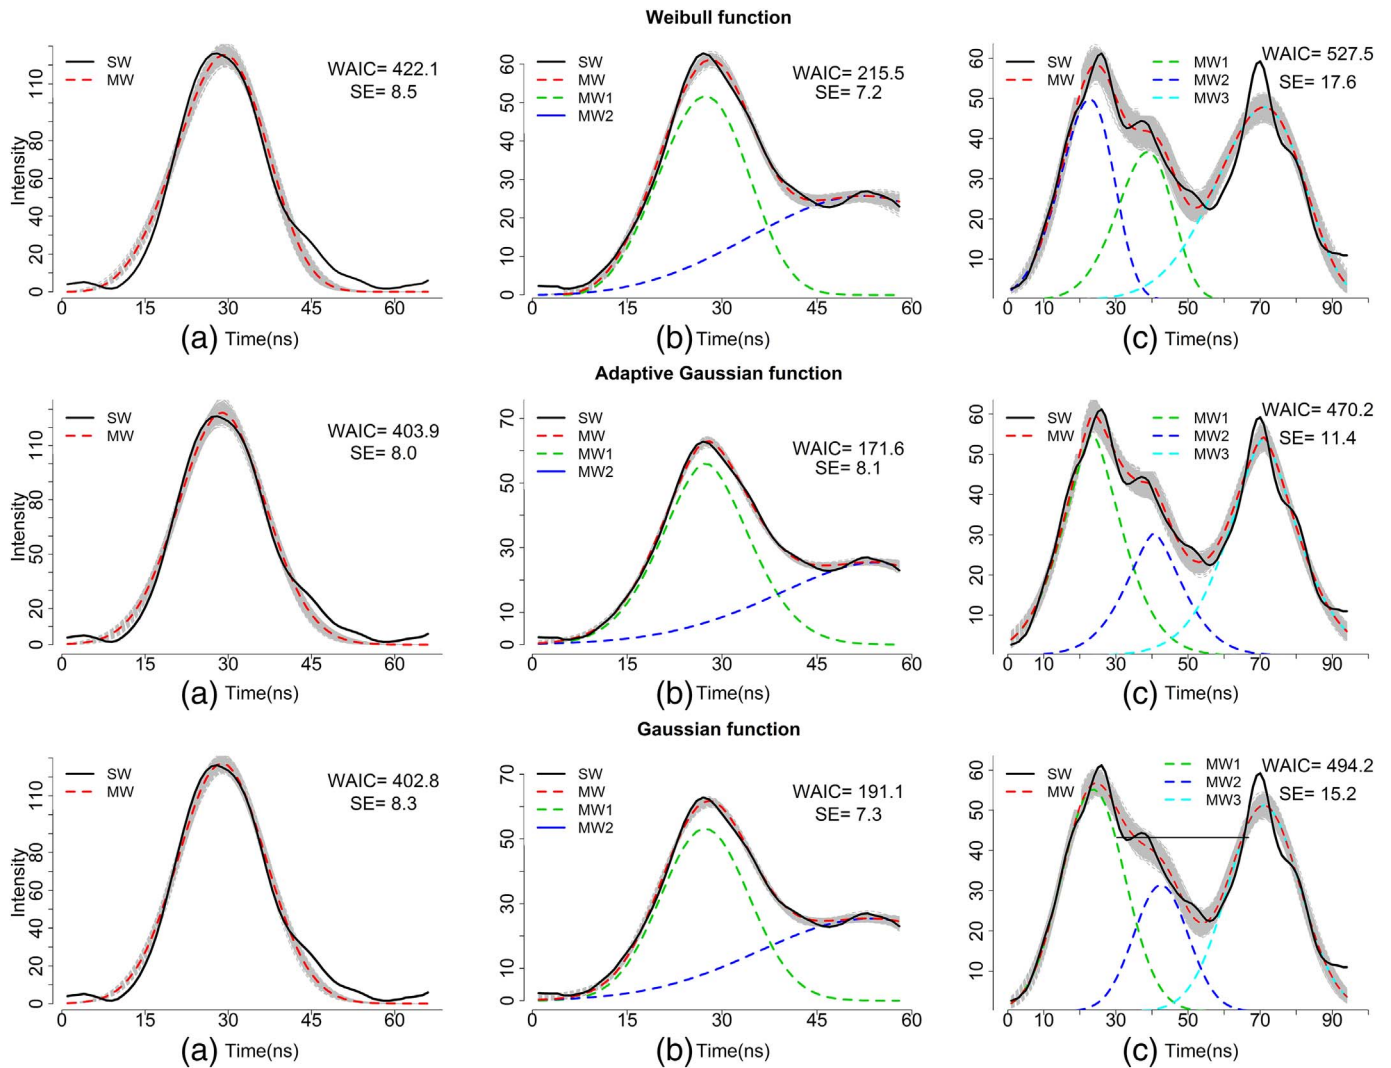 Weibull function
SW
MW
WAIC= 422.1
SE= 8.5
Intensity
0 20 40 60 80 110
0 15 30 45 60
(a) Time(ns)
SW
MW
MW1
MW2
WAIC= 215.5
SE= 7.2
0 10 20 30 40 50 60
0 15 30 45 58
(b) Time(ns)
SW
MW
MW1
MW2
MW3
WAIC= 527.5
SE= 17.6
10 20 30 40 50 60
0 10 30 50 70 90
(c) Time(ns)
Adaptive Gaussian function
SW
MW
WAIC= 403.9
SE= 8.0
Intensity
0 20 50 80 110
0 15 30 45 60
(a) Time(ns)
SW
MW
MW1
MW2
WAIC= 171.6
SE= 8.1
0 10 30 50 70
0 15 30 45 60
(b) Time(ns)
SW
MW
MW1
MW2
MW3
WAIC= 470.2
SE= 11.4
10 20 30 40 50 60
0 10 30 50 70 90
(c) Time(ns)
Gaussian function
SW
MW
WAIC= 402.8
SE= 8.3
Intensity
0 20 40 60 80 110
0 15 30 45 60
(a) Time(ns)
SW
MW
MW1
MW2
WAIC= 191.1
SE= 7.3
0 10 30 50 70
0 15 30 45 60
(b) Time(ns)
SW
MW
MW1
MW2
MW3
WAIC= 494.2
SE= 15.2
10 20 30 40 50 60
0 10 30 50 70 90
(c) Time(ns)